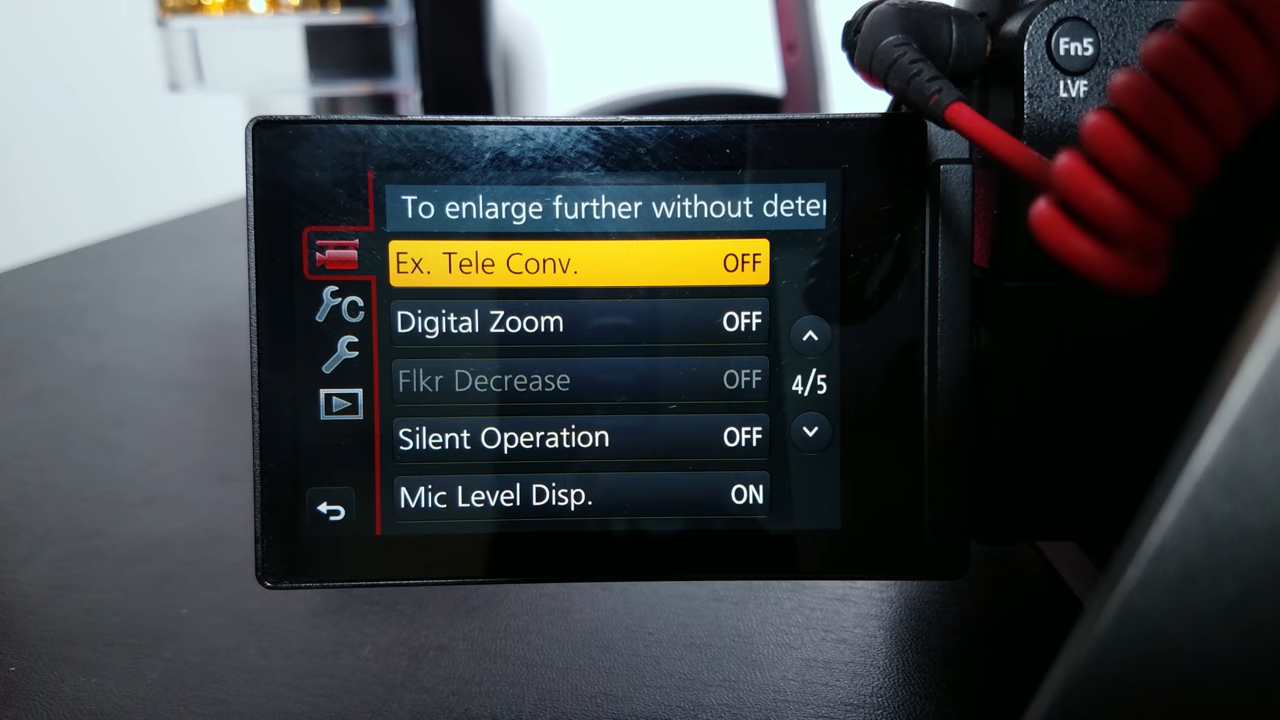 Fn5
LVF
To enlarge further without deter
Ex. Tele Conv. OFF
Digital Zoom OFF
Flkr Decrease OFF
4/5
Silent Operation OFF
Mic Level Disp. ON
C